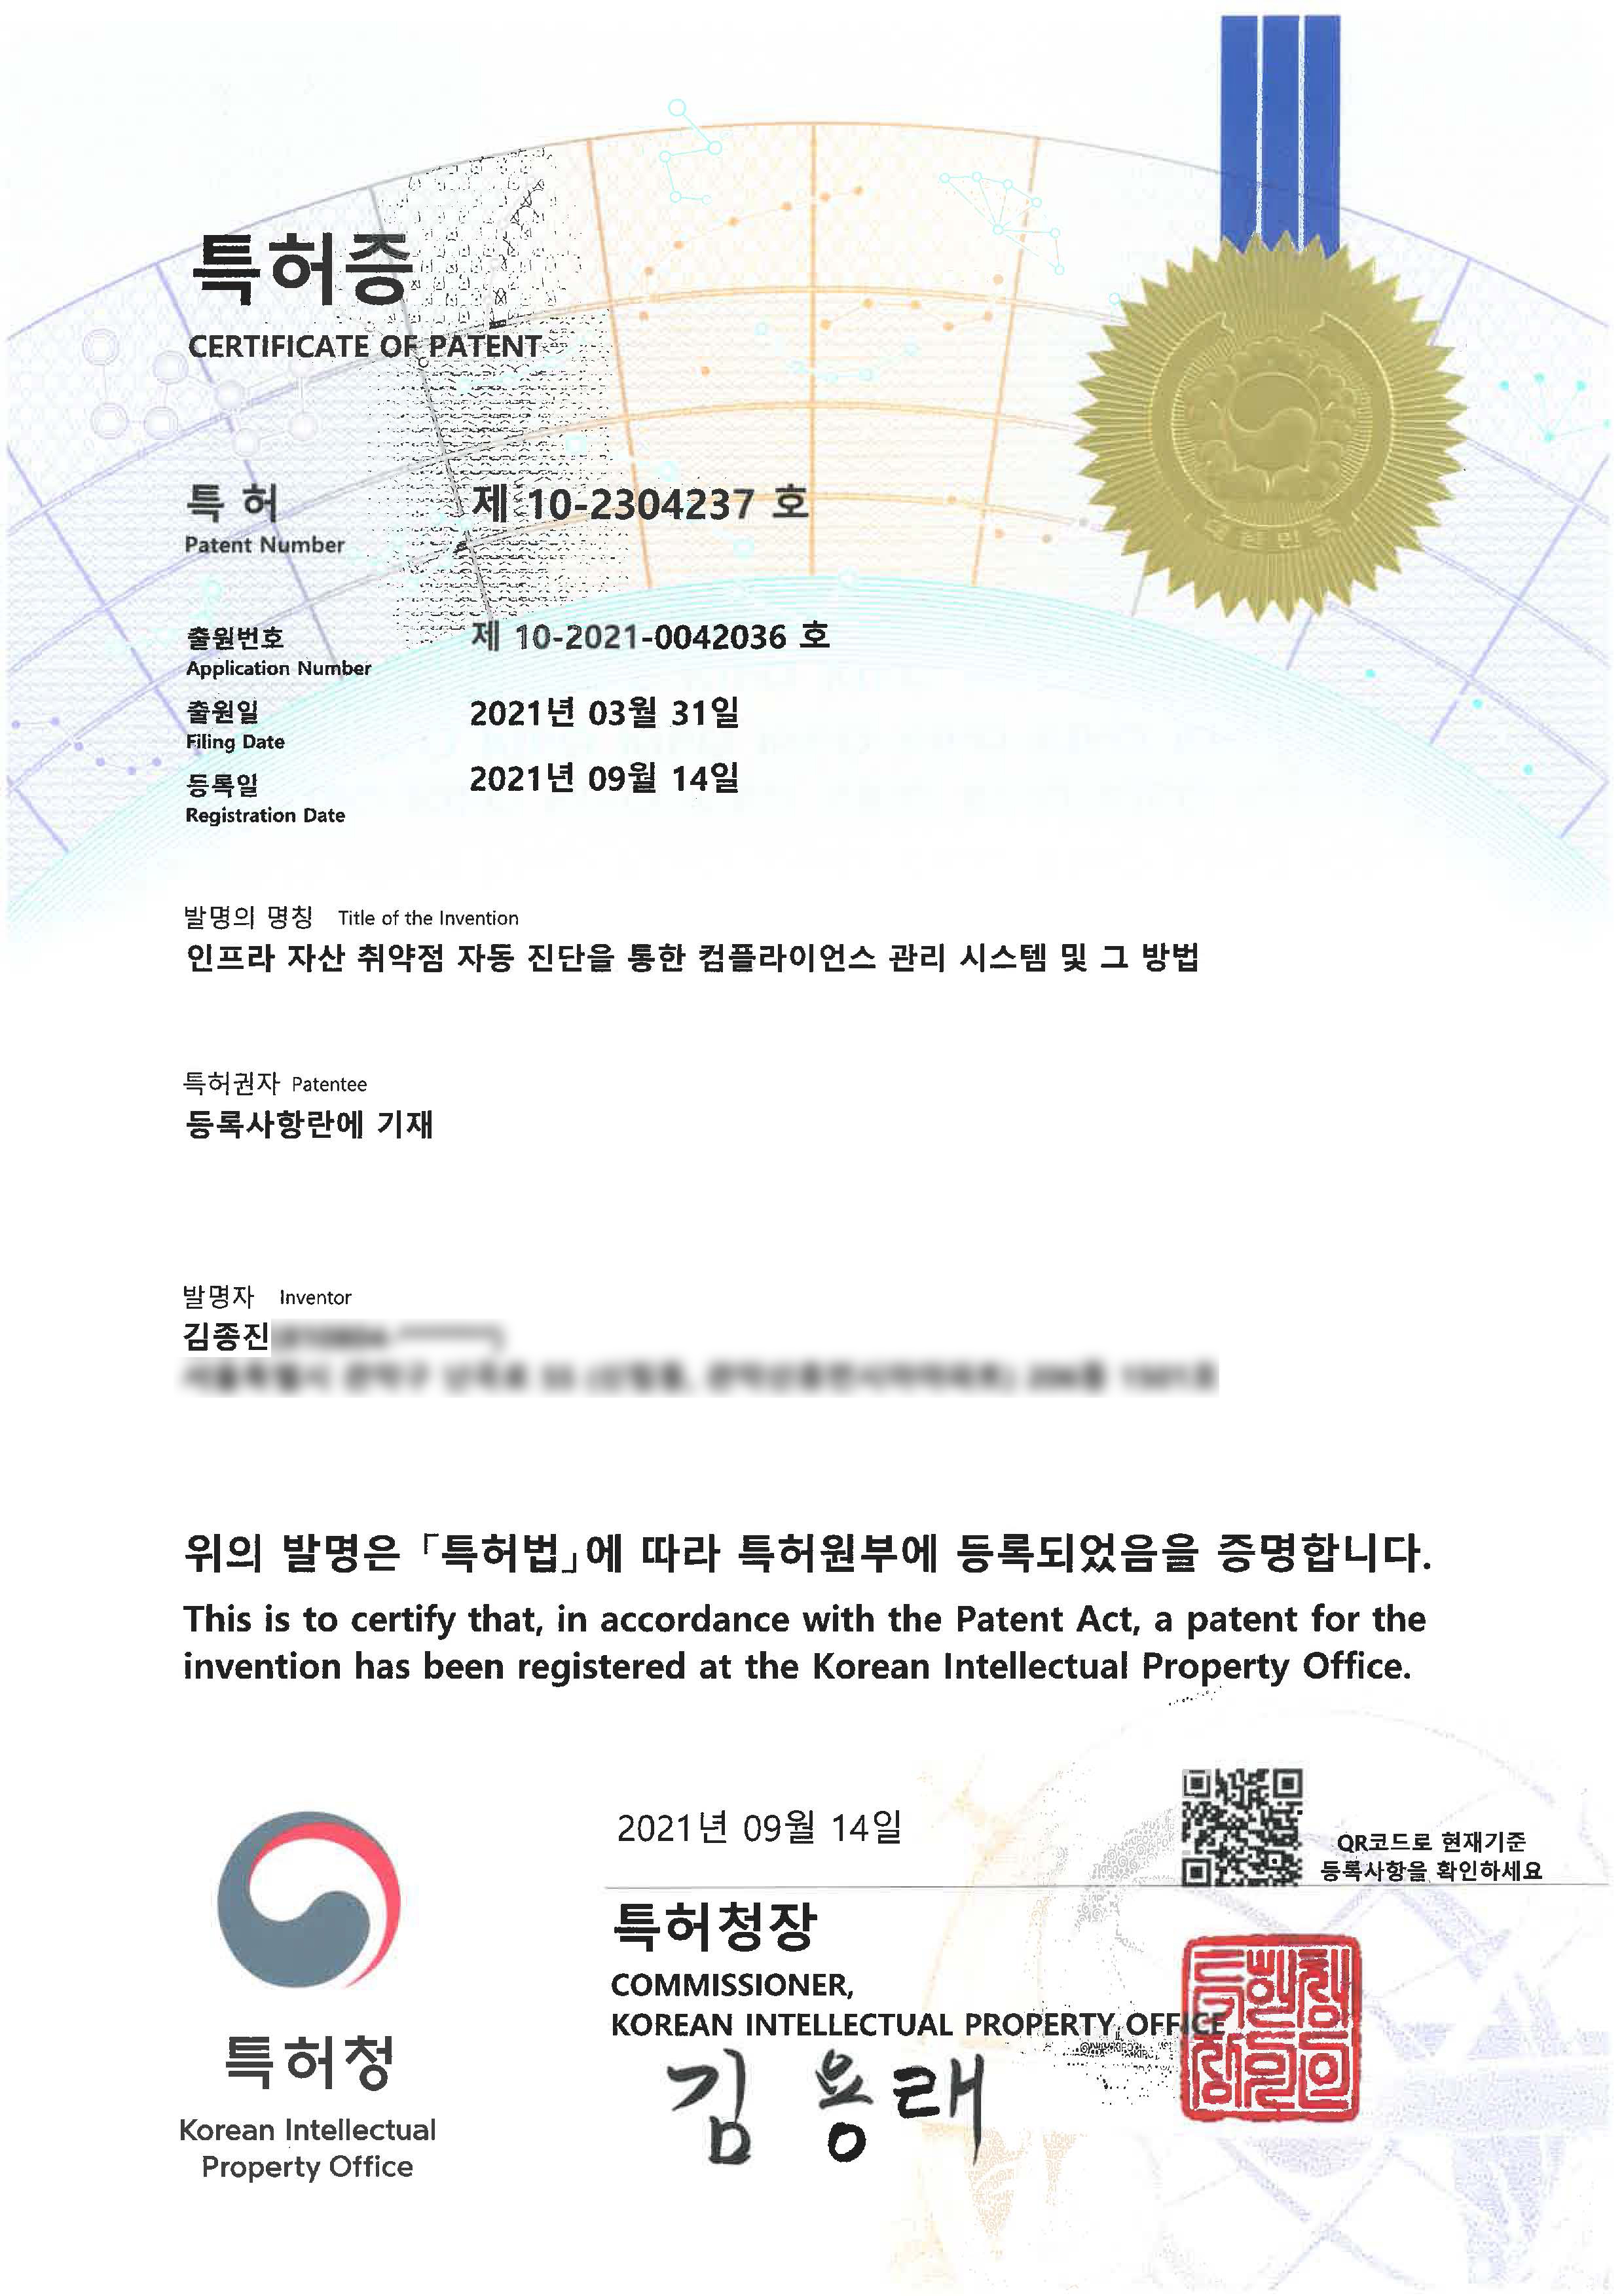 특허증
CERTIFICATE OF PATENT
특 허 제 10-2304237 호
Patent Number
출원번호 제 10-2021-0042036 호
Application Number
출원일 2021년 03월 31일
Filing Date
등록일 2021년 09월 14일
Registration Date
발명의 명칭 Title of the Invention
인프라 자산 취약점 자동 진단을 통한 컴플라이언스 관리 시스템 및 그 방법
특허권자 Patentee
등록사항란에 기재
발명자 Inventor
김종진
위의 발명은 「특허법」에 따라 특허원부에 등록되었음을 증명합니다.
This is to certify that, in accordance with the Patent Act, a patent for the
invention has been registered at the Korean Intellectual Property Office.
2021년 09월 14일
QR코드로 현재기준
등록사항을 확인하세요
특허청장
COMMISSIONER,
KOREAN INTELLECTUAL PROPERTY OFFICE
김용래
특허청
Korean Intellectual
Property Office